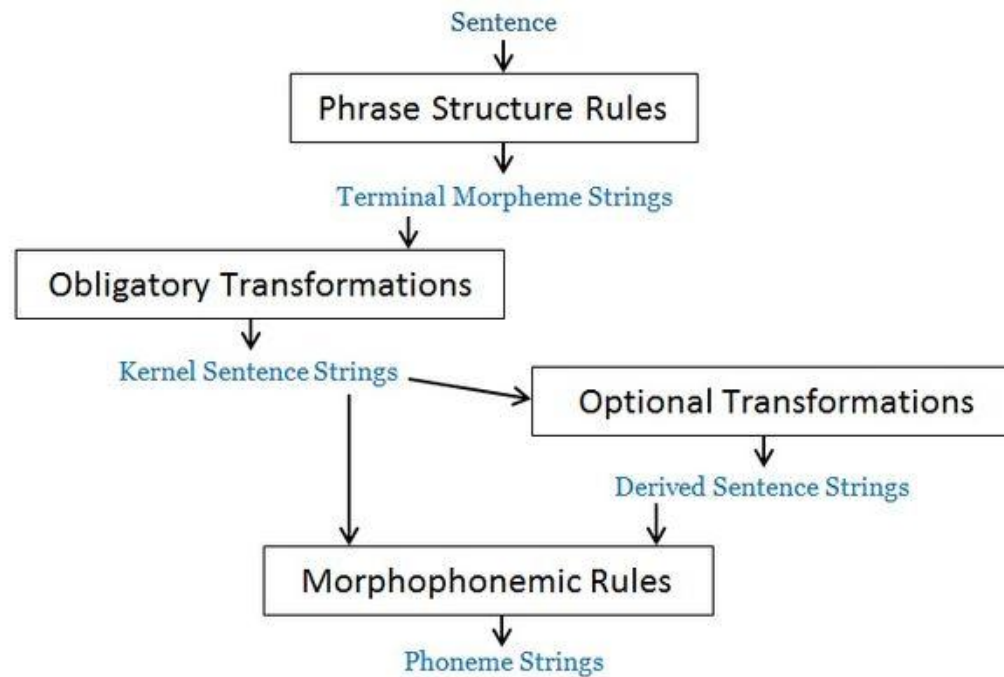 Sentence
Phrase Structure Rules
Terminal Morpheme Strings
Obligatory Transformations
Kernel Sentence Strings
Optional Transformations
Derived Sentence Strings
Morphophonemic Rules
Phoneme Strings